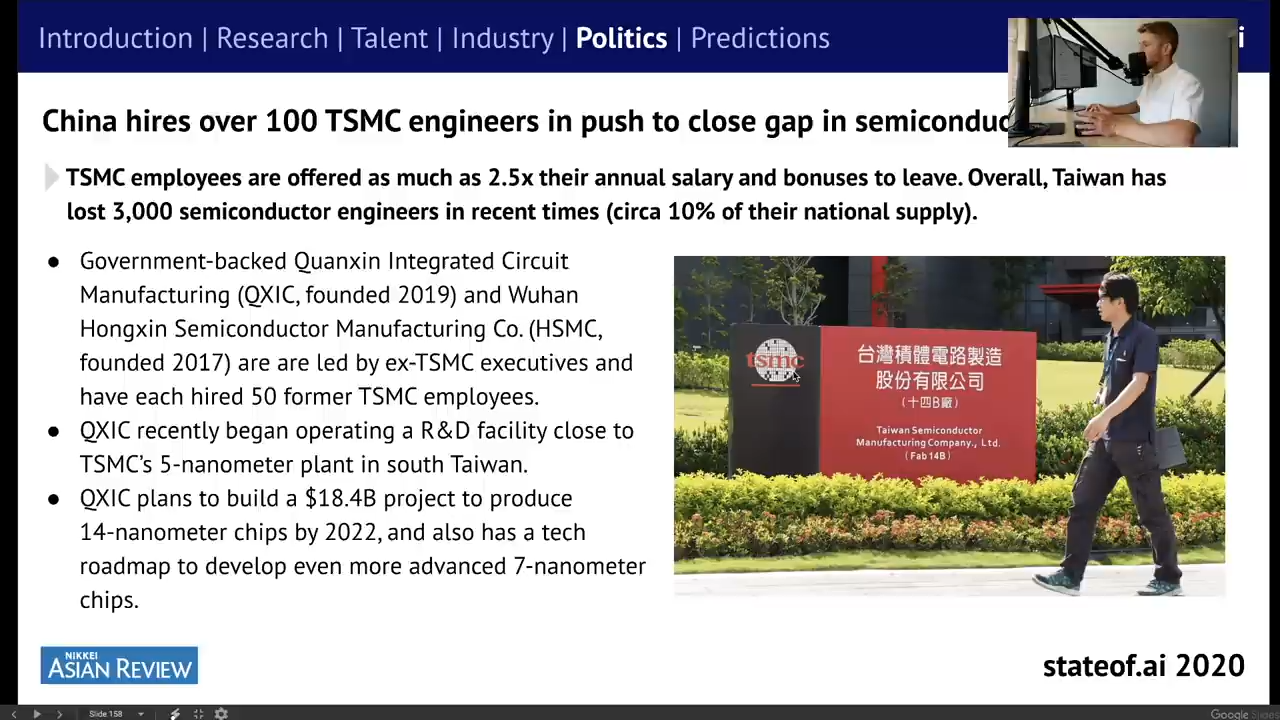 Introduction | Research | Talent | Industry | Politics | Predictions
i
China hires over 100 TSMC engineers in push to close gap in
TSMC employees are offered as much as 2.5x their annual salary and bonuses to leave. Overall, Taiwan has
lost 3,000 semiconductor engineers in recent times (circa 10% of their national supply).
● Government-backed Quanxin Integrated Circuit
Manufacturing (QXIC, founded 2019) and Wuhan
Hongxin Semiconductor Manufacturing Co. (HSMC,
founded 2017) are are led by ex-TSMC executives and
have each hired 50 former TSMC employees.
● QXIC recently began operating a R&D facility close to
TSMC’s 5-nanometer plant in south Taiwan.
● QXIC plans to build a $18.4B project to produce
14-nanometer chips by 2022, and also has a tech
roadmap to develop even more advanced 7-nanometer
chips.
tsmc
台灣積體電路製造
股份有限公司
(十四B廠)
Taiwan Semiconductor
Manufacturing Company., Ltd.
(Fab 14B)
NIKKEI
ASIAN REVIEW
stateof.ai 2020
Slide 158
Google Slides